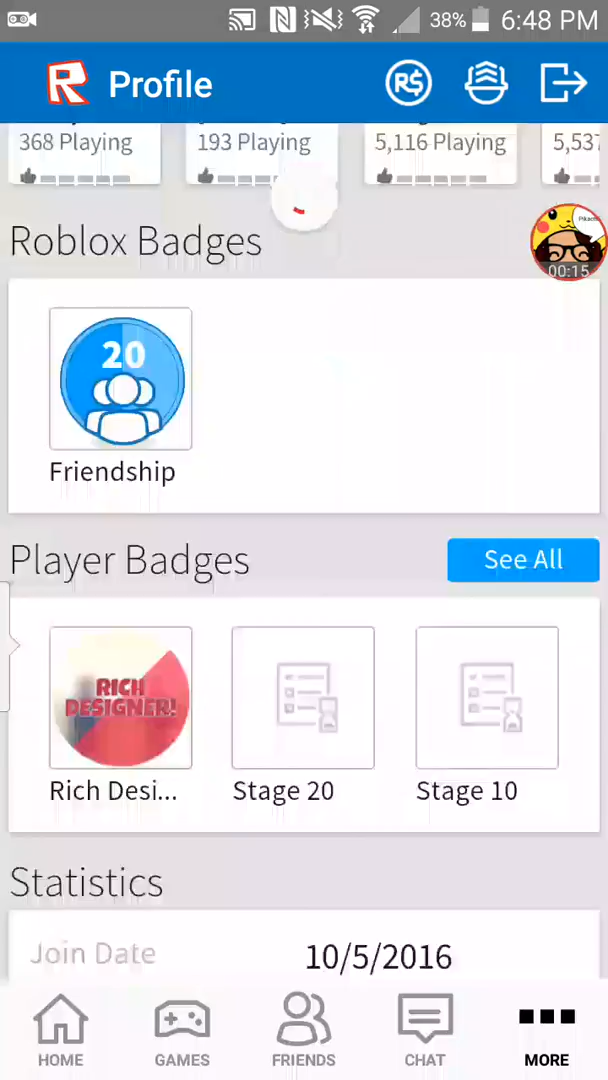 38% 6:48 PM
R Profile R$
368 Playing 193 Playing 5,116 Playing 5,537
Roblox Badges
00:15
20
Friendship
Player Badges See All
RICH
DESIGNER!
Rich Desi... Stage 20 Stage 10
Statistics
Join Date 10/5/2016
HOME GAMES FRIENDS CHAT MORE